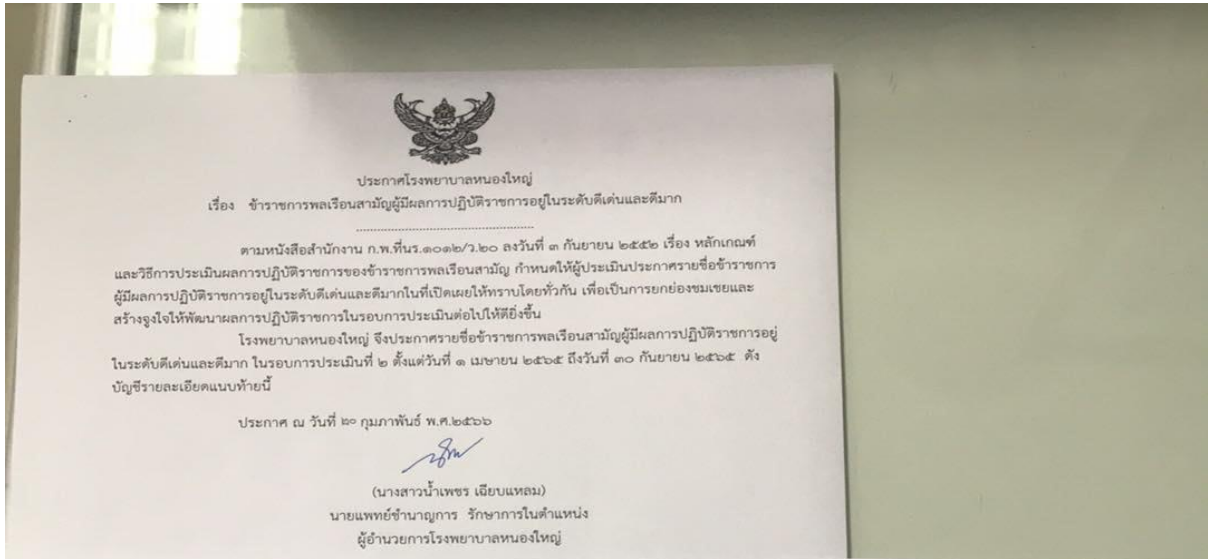 ประกาศโรงพยาบาลหนองใหญ่
เรื่อง ข้าราชการพลเรือนสามัญผู้มีผลการปฏิบัติราชการอยู่ในระดับดีเด่นและดีมาก
ตามหนังสือสำนักงาน ก.พ.ที่นร.๑๐๑๒/ว.๒๐ ลงวันที่ ๓ กันยายน ๒๕๕๒ เรื่อง หลักเกณฑ์
และวิธีการประเมินผลการปฏิบัติราชการของข้าราชการพลเรือนสามัญ กำหนดให้ผู้ประเมินประกาศรายชื่อข้าราชการ
ผู้มีผลการปฏิบัติราชการอยู่ในระดับดีเด่นและดีมากในที่เปิดเผยให้ทราบโดยทั่วกัน เพื่อเป็นการยกย่องชมเชยและ
สร้างจูงใจให้พัฒนาผลการปฏิบัติราชการในรอบการประเมินต่อไปให้ดียิ่งขึ้น
โรงพยาบาลหนองใหญ่ จึงประกาศรายชื่อข้าราชการพลเรือนสามัญผู้มีผลการปฏิบัติราชการอยู่
ในระดับดีเด่นและดีมาก ในรอบการประเมินที่ ๒ ตั้งแต่วันที่ ๑ เมษายน ๒๕๖๕ ถึงวันที่ ๓๐ กันยายน ๒๕๖๕ ดัง
บัญชีรายละเอียดแนบท้ายนี้
ประกาศ ณ วันที่ ๒๐ กุมภาพันธ์ พ.ศ.๒๕๖๖
(นางสาวน้ำเพชร เฉียบแหลม)
นายแพทย์ชำนาญการ รักษาการในตำแหน่ง
ผู้อำนวยการโรงพยาบาลหนองใหญ่